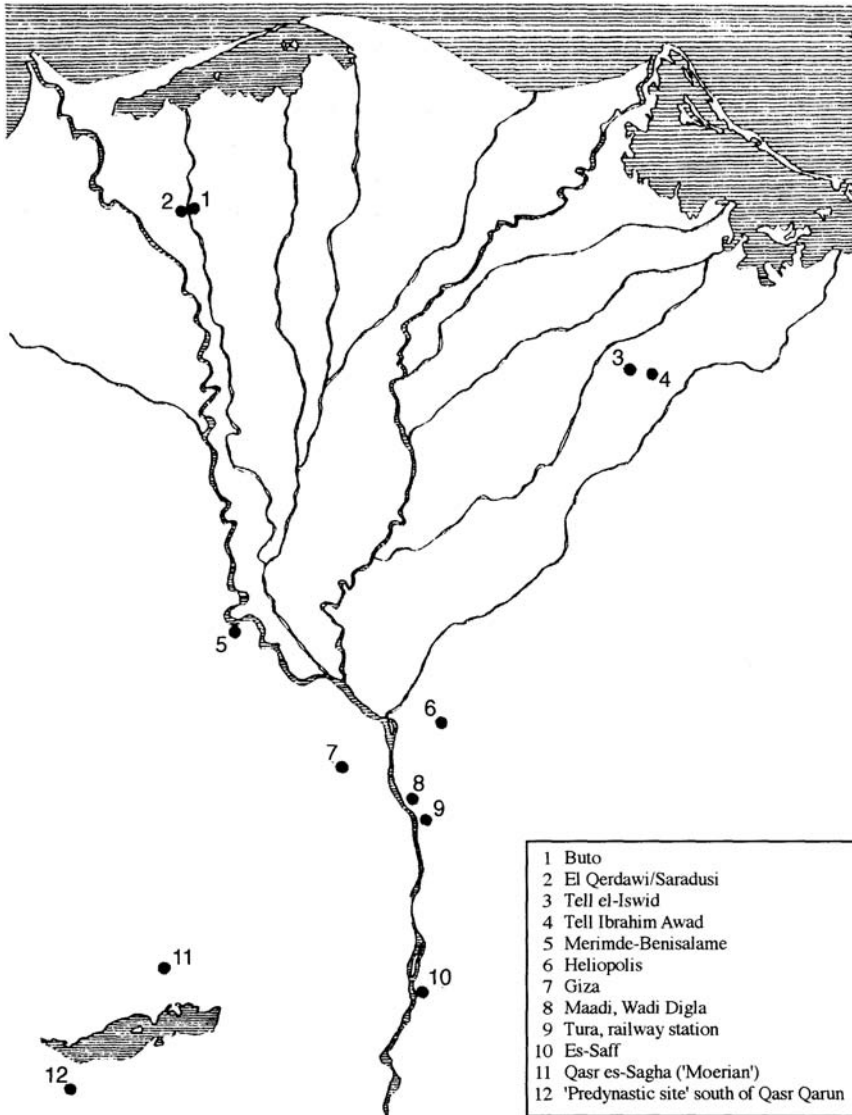 2 1
3 4
5
6
7
8
9
11
10
12
1 Buto
2 El Qerdawi/Saradusi
3 Tell el-Iswid
4 Tell Ibrahim Awad
5 Merimde-Benisalame
6 Heliopolis
7 Giza
8 Maadi, Wadi Digla
9 Tura, railway station
10 Es-Saff
11 Qasr es-Sagha ('Moerian')
12 'Predynastic site' south of Qasr Qarun